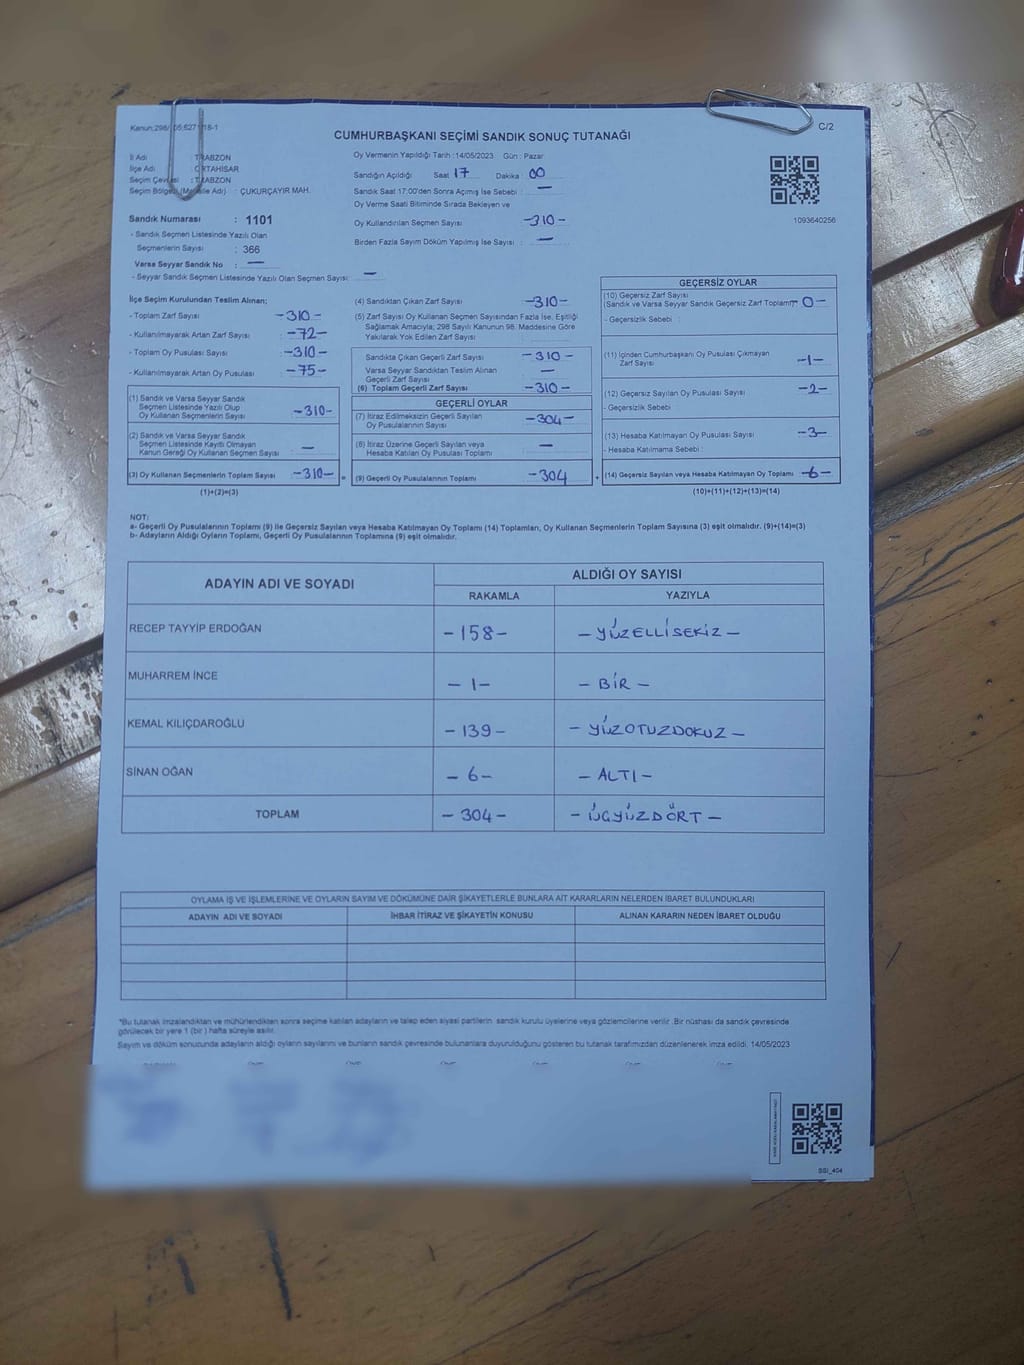 C/2
CUMHURBAŞKANI SEÇİMİ SANDIK SONUÇ TUTANAĞI
İl Adı : TRABZON
İlçe Adı : ORTAHİSAR
Seçim Çevresi : TRABZON
Seçim Bölgesi (Mahalle Adı) : ÇUKURÇAYIR MAH.
Sandık Numarası : 1101
- Sandık Seçmen Listesinde Yazılı Olan
Seçmenlerin Sayısı : 366
Varsa Seyyar Sandık No : —
- Seyyar Sandık Seçmen Listesinde Yazılı Olan Seçmen Sayısı: —
Oy Vermenin Yapıldığı Tarih :14/05/2023 Gün : Pazar
Sandığın Açıldığı Saat 17 Dakika 00
Sandık Saat 17:00'den Sonra Açılmış İse Sebebi : —
Oy Verme Saati Bitiminde Sırada Bekleyen ve
Oy Kullandırılan Seçmen Sayısı -310-
Birden Fazla Sayım Döküm Yapılmış İse Sayısı : —
1093640256
İlçe Seçim Kurulundan Teslim Alınan;
- Toplam Zarf Sayısı -310-
- Kullanılmayarak Artan Zarf Sayısı -72-
- Toplam Oy Pusulası Sayısı -310-
- Kullanılmayarak Artan Oy Pusulası -75-
(1) Sandık ve Varsa Seyyar Sandık
Seçmen Listesinde Yazılı Olup
Oy Kullanan Seçmenlerin Sayısı -310-
(2) Sandık ve Varsa Seyyar Sandık
Seçmen Listesinde Kayıtlı Olmayan
Kanun Gereği Oy Kullanan Seçmen Sayısı —
(3) Oy Kullanan Seçmenlerin Toplam Sayısı -310- =
(1)+(2)=(3)
(4) Sandıktan Çıkan Zarf Sayısı -310-
(5) Zarf Sayısı Oy Kullanan Seçmen Sayısından Fazla İse, Eşitliği
Sağlamak Amacıyla; 298 Sayılı Kanunun 98. Maddesine Göre
Yakılarak Yok Edilen Zarf Sayısı :
Sandıkta Çıkan Geçerli Zarf Sayısı -310-
Varsa Seyyar Sandıktan Teslim Alınan
Geçerli Zarf Sayısı —
(6) Toplam Geçerli Zarf Sayısı -310-
GEÇERLİ OYLAR
(7) İtiraz Edilmeksizin Geçerli Sayılan
Oy Pusulalarının Sayısı -304-
(8) İtiraz Üzerine Geçerli Sayılan veya
Hesaba Katılan Oy Pusulası Toplamı —
(9) Geçerli Oy Pusulalarının Toplamı -304 +
GEÇERSİZ OYLAR
(10) Geçersiz Zarf Sayısı
(Sandık ve Varsa Seyyar Sandık Geçersiz Zarf Toplamı) - 0 -
- Geçersizlik Sebebi :
(11) İçinden Cumhurbaşkanı Oy Pusulası Çıkmayan
Zarf Sayısı -1-
(12) Geçersiz Sayılan Oy Pusulası Sayısı -2-
- Geçersizlik Sebebi
(13) Hesaba Katılmayan Oy Pusulası Sayısı -3-
- Hesaba Katılmama Sebebi :
(14) Geçersiz Sayılan veya Hesaba Katılmayan Oy Toplamı -6-
(10)+(11)+(12)+(13)=(14)
NOT:
a- Geçerli Oy Pusulalarının Toplamı (9) ile Geçersiz Sayılan veya Hesaba Katılmayan Oy Toplamı (14) Toplamları, Oy Kullanan Seçmenlerin Toplam Sayısına (3) eşit olmalıdır. (9)+(14)=(3)
b- Adayların Aldığı Oyların Toplamı, Geçerli Oy Pusulalarının Toplamına (9) eşit olmalıdır.
ADAYIN ADI VE SOYADI ALDIĞI OY SAYISI
RAKAMLA YAZIYLA
RECEP TAYYİP ERDOĞAN -158- -YÜZELLİSEKİZ-
MUHARREM İNCE -1- -BİR-
KEMAL KILIÇDAROĞLU -139- -YÜZOTUZDOKUZ-
SİNAN OĞAN -6- -ALTI-
TOPLAM -304- -ÜÇYÜZDÖRT-
OYLAMA İŞ VE İŞLEMLERİNE VE OYLARIN SAYIM VE DÖKÜMÜNE DAİR ŞİKAYETLERLE BUNLARA AİT KARARLARIN NELERDEN İBARET BULUNDUKLARI
ADAYIN ADI VE SOYADI İHBAR İTİRAZ VE ŞİKAYETİN KONUSU ALINAN KARARIN NEDEN İBARET OLDUĞU
*Bu tutanak imzalandıktan ve mühürlendikten sonra seçime katılan adayların ve talep eden siyasi partilerin sandık kurulu üyelerine veya gözlemcilerine verilir .Bir nüshası da sandık çevresinde
görülecek bir yere 1 (bir ) hafta süreyle asılır.
Sayım ve döküm sonucunda adayların aldığı oyların sayılarını ve bunların sandık çevresinde bulunanlara duyurulduğunu gösteren bu tutanak tarafımızdan düzenlenerek imza edildi. 14/05/2023
SSI_404